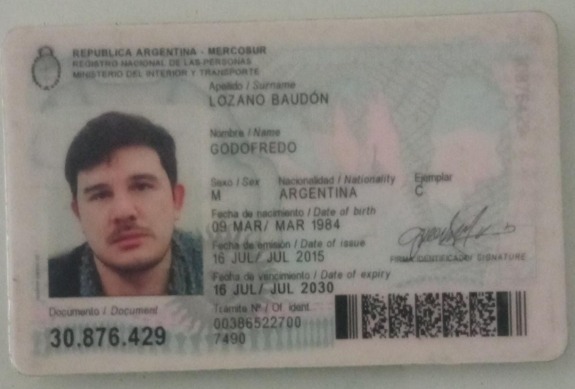 REPUBLICA ARGENTINA - MERCOSUR
REGISTRO NACIONAL DE LAS PERSONAS
MINISTERIO DEL INTERIOR Y TRANSPORTE
Apellido / Surname
LOZANO BAUDÓN
Nombre / Name
GODOFREDO
Sexo / Sex Nacionalidad / Nationality Ejemplar
M ARGENTINA C
Fecha de nacimiento / Date of birth
09 MAR/ MAR 1984
Fecha de emisión / Date of issue
16 JUL/ JUL 2015
FIRMA IDENTIFICADO/ SIGNATURE
Fecha de vencimiento / Date of expiry
16 JUL/ JUL 2030
Documento / Document
30.876.429
Trámite Nº / Of. ident.
00386522700
7490